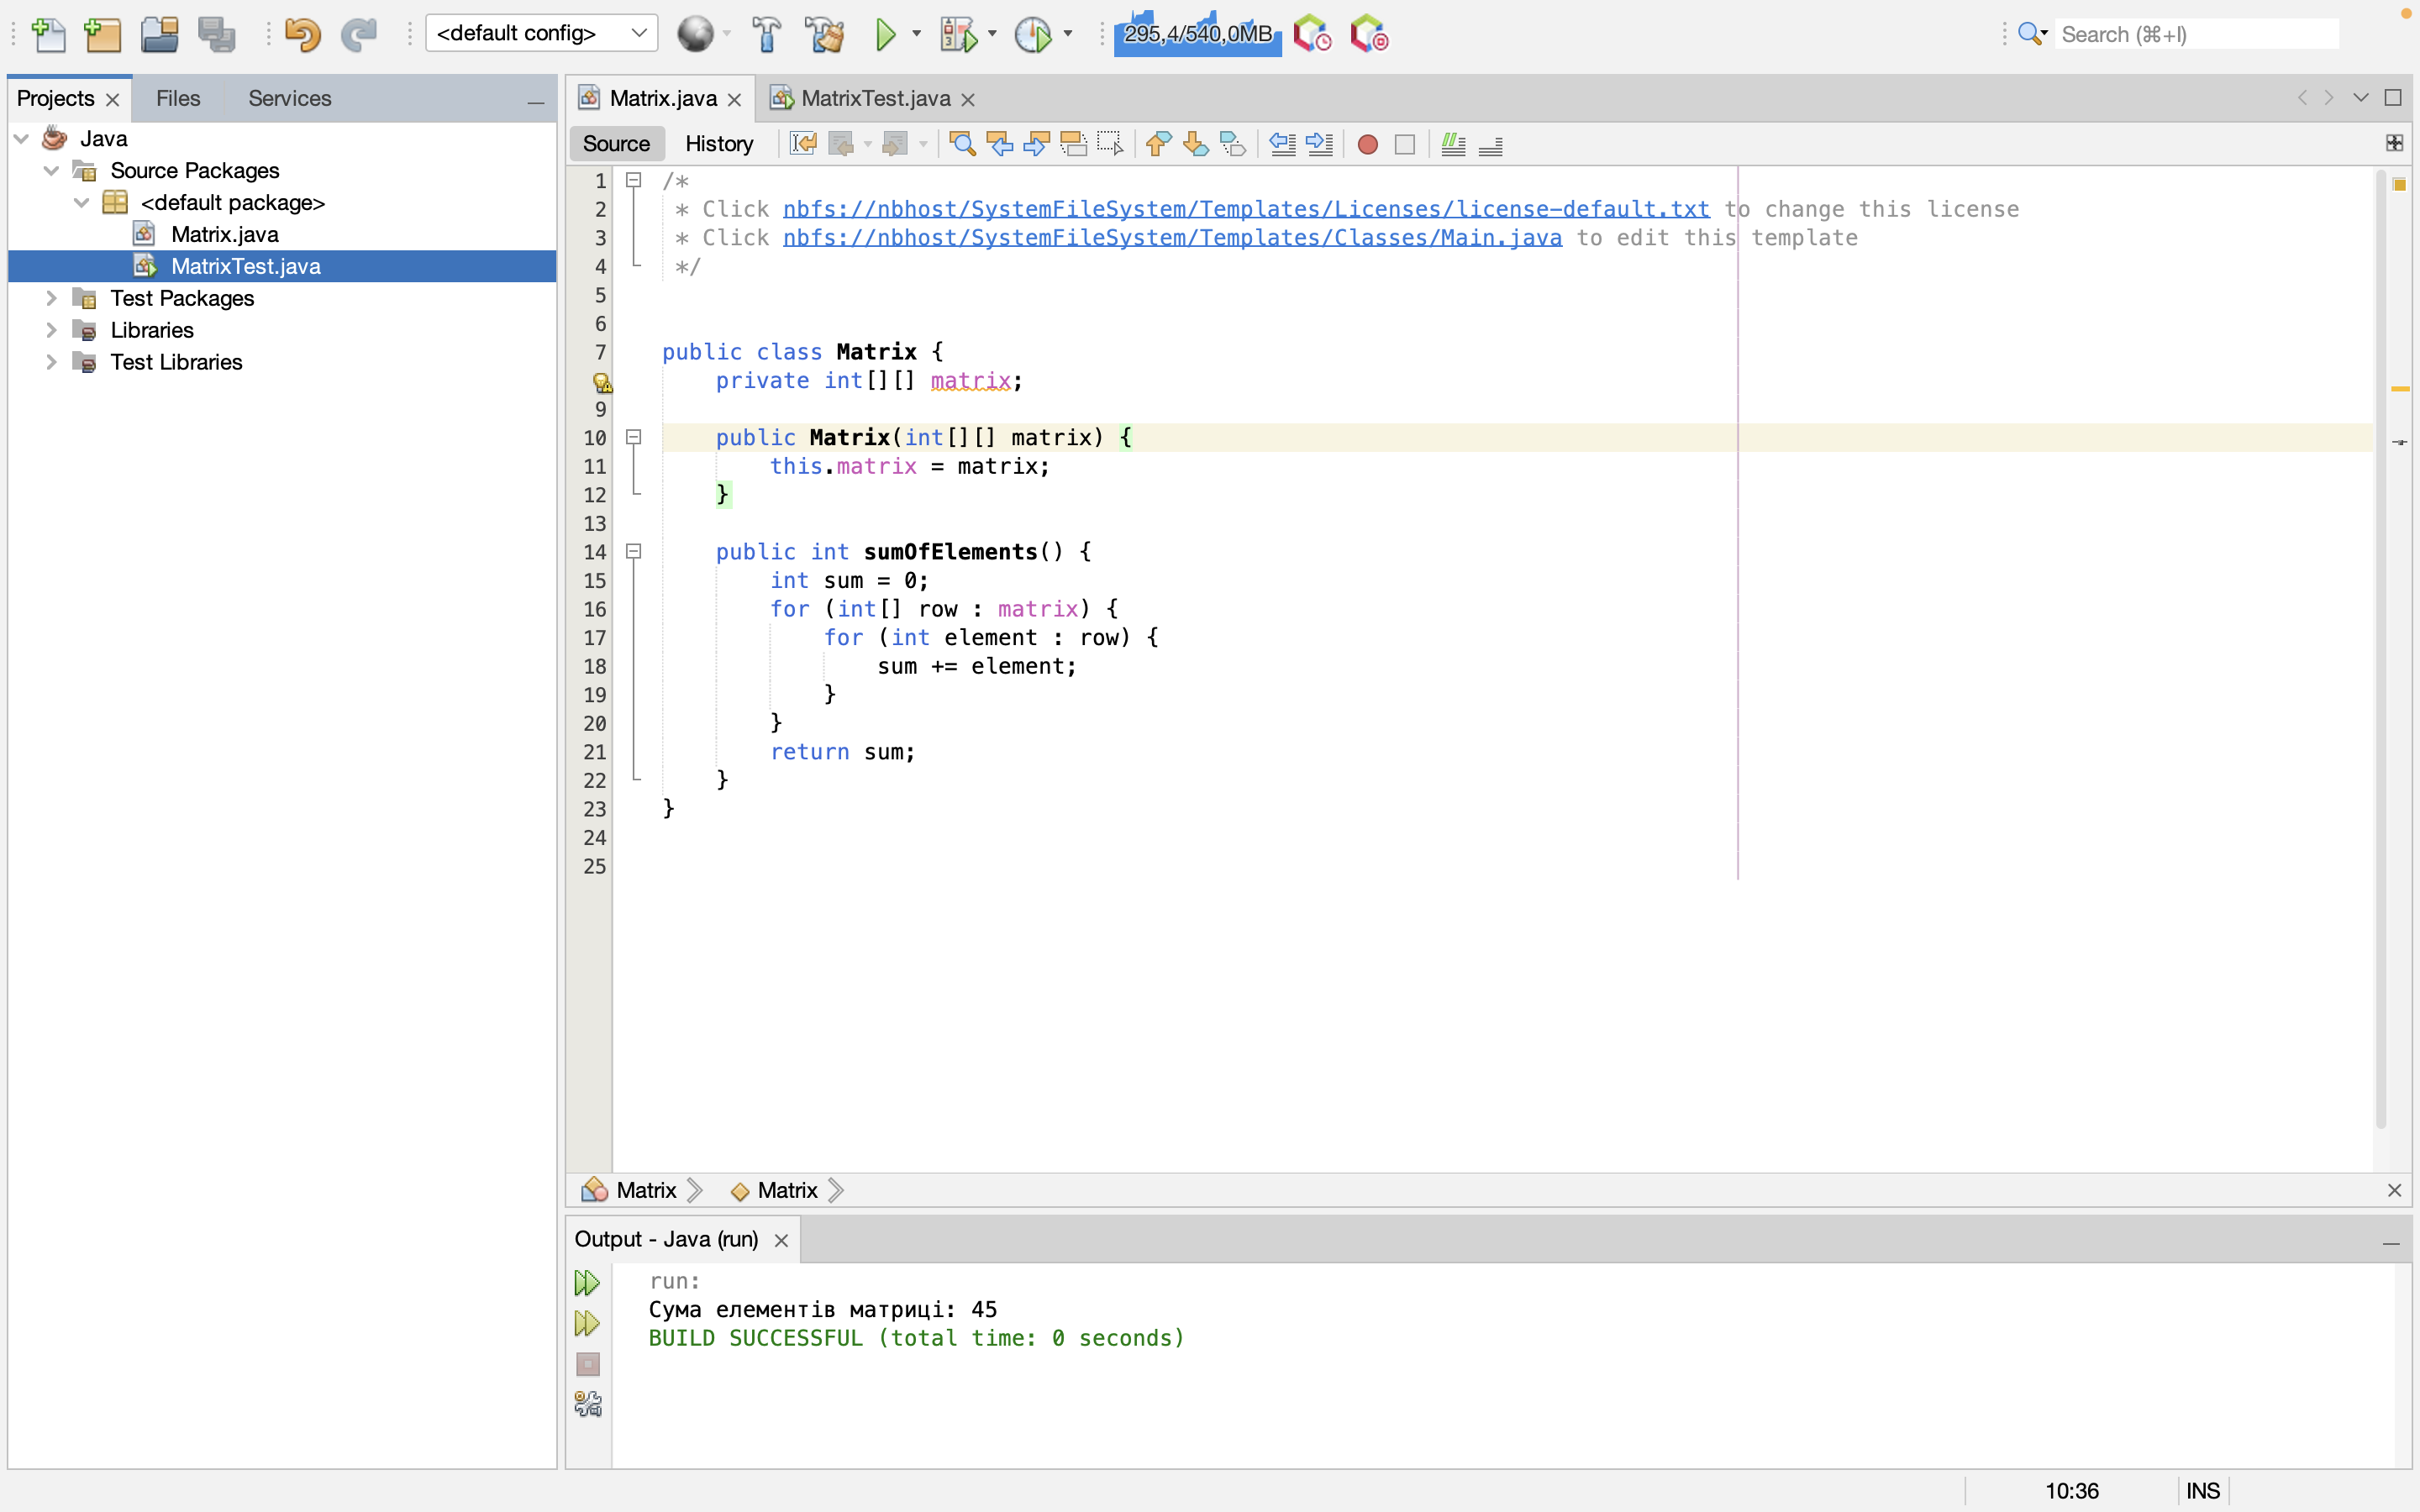 <default config>
295,4/540,0MB
Search (⌘+I)
Projects
Files
Services
Java
Source Packages
<default package>
Matrix.java
MatrixTest.java
Test Packages
Libraries
Test Libraries
Matrix.java
MatrixTest.java
Source
History
1 /*
2 * Click nbfs://nbhost/SystemFileSystem/Templates/Licenses/license-default.txt to change this license
3 * Click nbfs://nbhost/SystemFileSystem/Templates/Classes/Main.java to edit this template
4 */
5
6
7 public class Matrix {
private int[][] matrix;
9
10 public Matrix(int[][] matrix) {
11 this.matrix = matrix;
12 }
13
14 public int sumOfElements() {
15 int sum = 0;
16 for (int[] row : matrix) {
17 for (int element : row) {
18 sum += element;
19 }
20 }
21 return sum;
22 }
23 }
24
25
Matrix
Matrix
Output - Java (run)
run:
Сума елементів матриці: 45
BUILD SUCCESSFUL (total time: 0 seconds)
10:36
INS